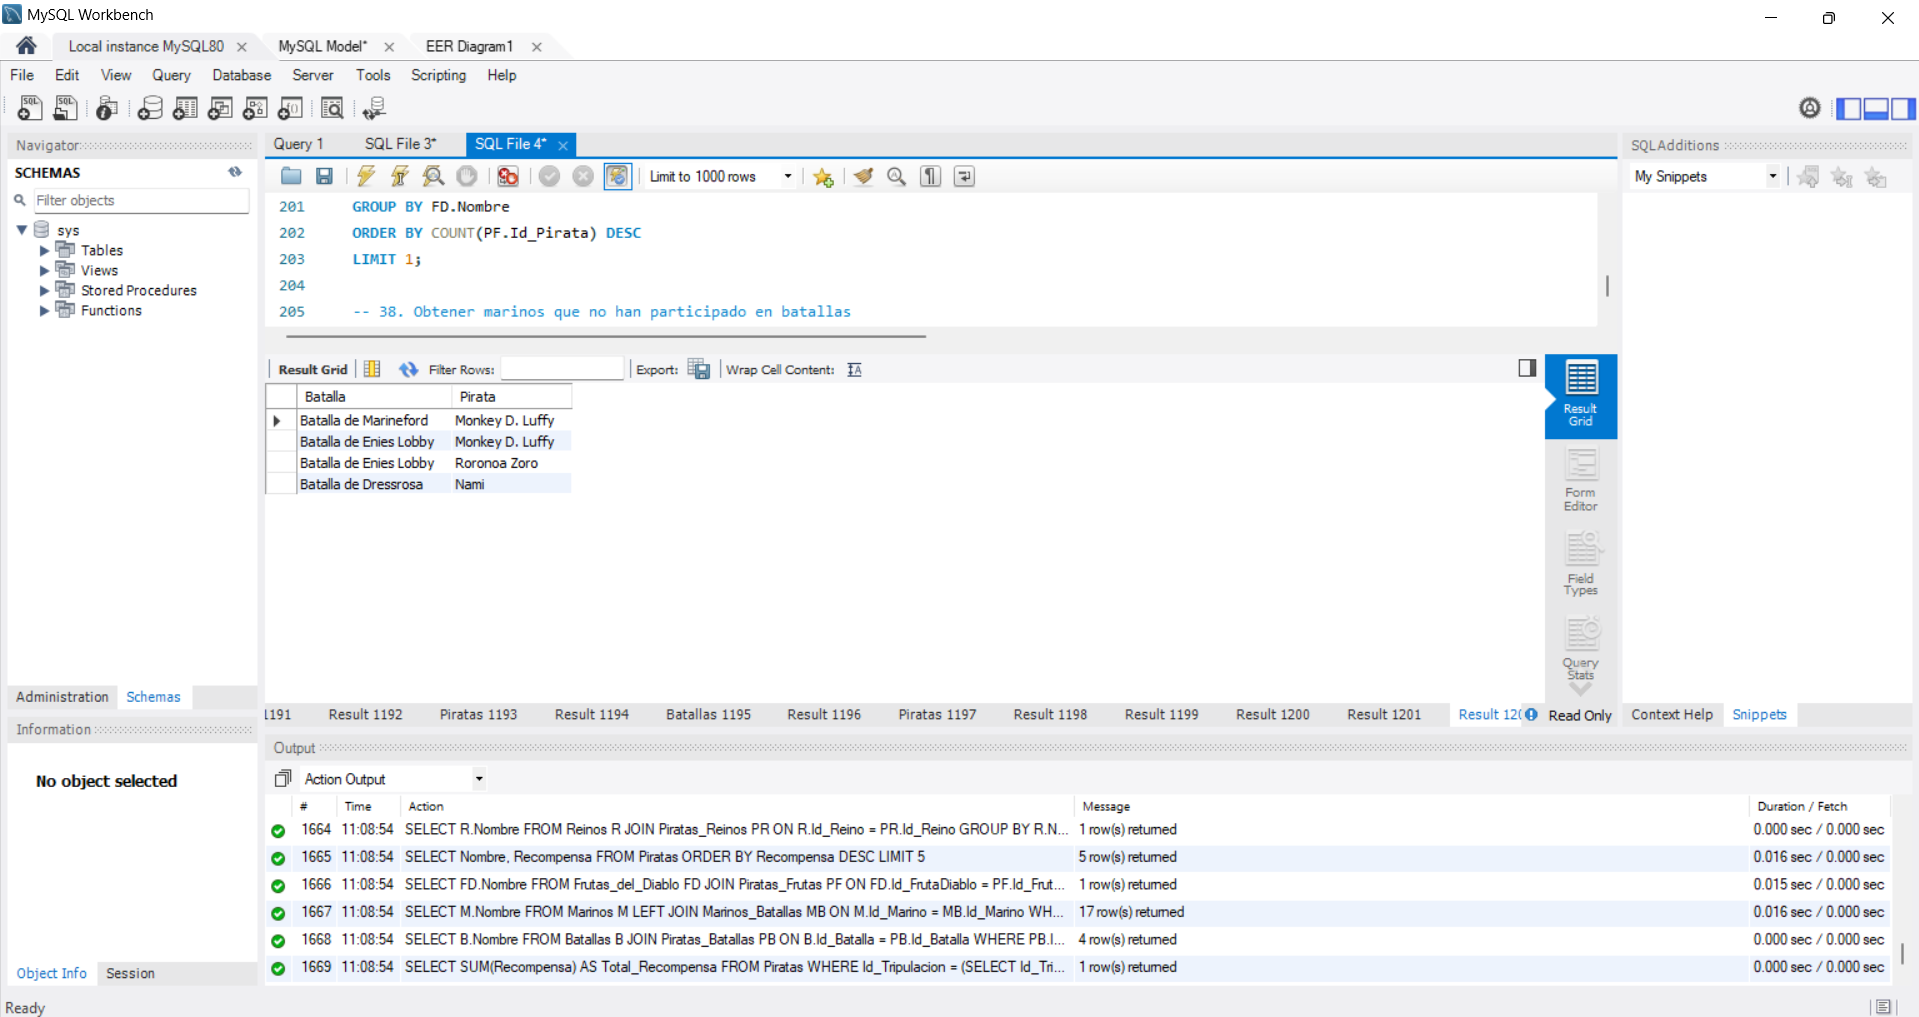 MySQL Workbench
Local instance MySQL80
MySQL Model*
EER Diagram1
File Edit View Query Database Server Tools Scripting Help
Navigator
SCHEMAS
Filter objects
sys
Tables
Views
Stored Procedures
Functions
Administration Schemas
Information
No object selected
Object Info Session
Query 1 SQL File 3* SQL File 4*
Limit to 1000 rows
201 GROUP BY FD.Nombre
202 ORDER BY COUNT(PF.Id_Pirata) DESC
203 LIMIT 1;
204
205 -- 38. Obtener marinos que no han participado en batallas
Result Grid Filter Rows: Export: Wrap Cell Content:
Batalla Pirata
Batalla de Marineford Monkey D. Luffy
Batalla de Enies Lobby Monkey D. Luffy
Batalla de Enies Lobby Roronoa Zoro
Batalla de Dressrosa Nami
Result
Grid
Form
Editor
Field
Types
Query
Stats
1191 Result 1192 Piratas 1193 Result 1194 Batallas 1195 Result 1196 Piratas 1197 Result 1198 Result 1199 Result 1200 Result 1201 Result 120 Read Only
SQLAdditions
My Snippets
Context Help Snippets
Output
Action Output
# Time Action Message Duration / Fetch
1664 11:08:54 SELECT R.Nombre FROM Reinos R JOIN Piratas_Reinos PR ON R.Id_Reino = PR.Id_Reino GROUP BY R.N... 1 row(s) returned 0.000 sec / 0.000 sec
1665 11:08:54 SELECT Nombre, Recompensa FROM Piratas ORDER BY Recompensa DESC LIMIT 5 5 row(s) returned 0.016 sec / 0.000 sec
1666 11:08:54 SELECT FD.Nombre FROM Frutas_del_Diablo FD JOIN Piratas_Frutas PF ON FD.Id_FrutaDiablo = PF.Id_Frut... 1 row(s) returned 0.015 sec / 0.000 sec
1667 11:08:54 SELECT M.Nombre FROM Marinos M LEFT JOIN Marinos_Batallas MB ON M.Id_Marino = MB.Id_Marino WH... 17 row(s) returned 0.016 sec / 0.000 sec
1668 11:08:54 SELECT B.Nombre FROM Batallas B JOIN Piratas_Batallas PB ON B.Id_Batalla = PB.Id_Batalla WHERE PB.I... 4 row(s) returned 0.000 sec / 0.000 sec
1669 11:08:54 SELECT SUM(Recompensa) AS Total_Recompensa FROM Piratas WHERE Id_Tripulacion = (SELECT Id_Tri... 1 row(s) returned 0.000 sec / 0.000 sec
Ready